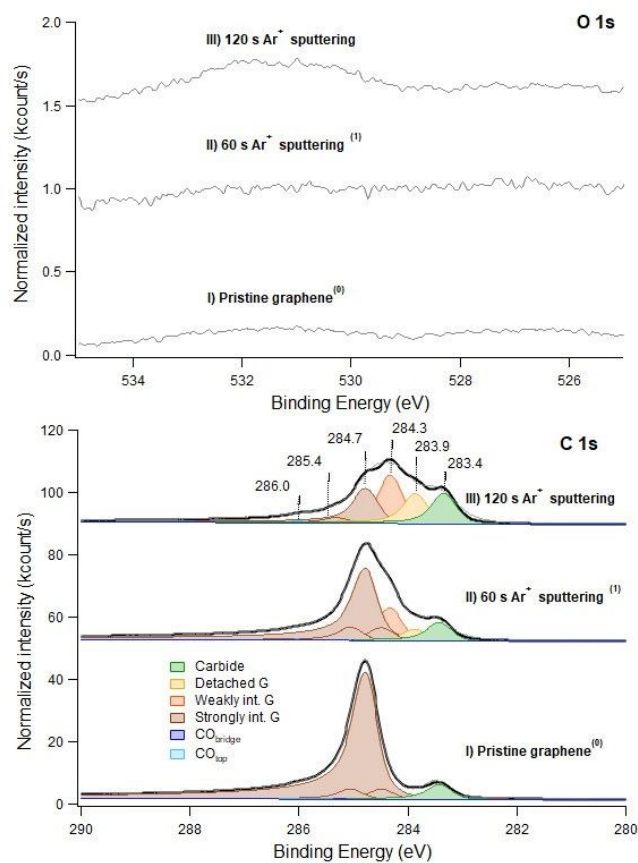 O 1s
2.0
III) 120 s Ar+ sputtering
1.5
II) 60 s Ar+ sputtering (1)
1.0
0.5
I) Pristine graphene(0)
0.0
Normalized intensity (kcount/s)
534 532 530 528 526
Binding Energy (eV)
C 1s
120
284.7 284.3
285.4 283.9
286.0 283.4
100
III) 120 s Ar+ sputtering
80
II) 60 s Ar+ sputtering (1)
60
Carbide
Detached G
40
Weakly int. G
Strongly int. G
CObridge
COtop
20
I) Pristine graphene(0)
0
Normalized intensity (kcount/s)
290 288 286 284 282 280
Binding Energy (eV)